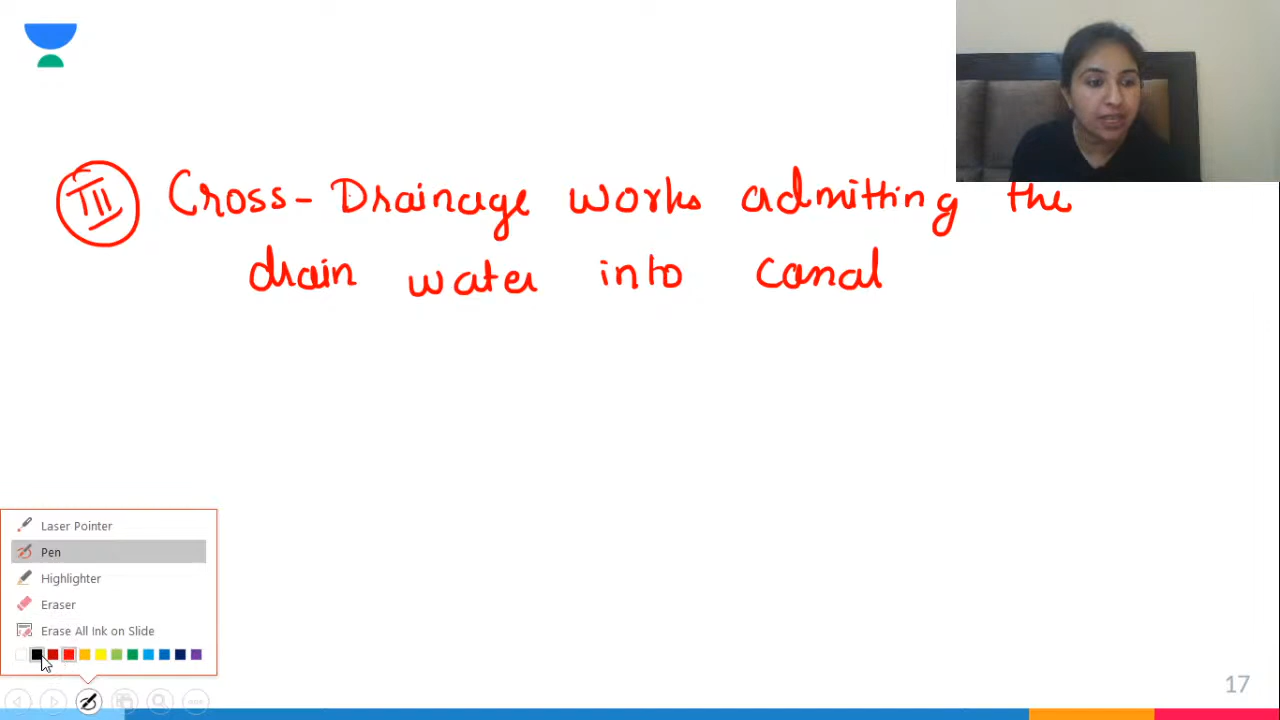 III Cross-Drainage works admitting the
drain water into canal
Laser Pointer
Pen
Highlighter
Eraser
Erase All Ink on Slide
17